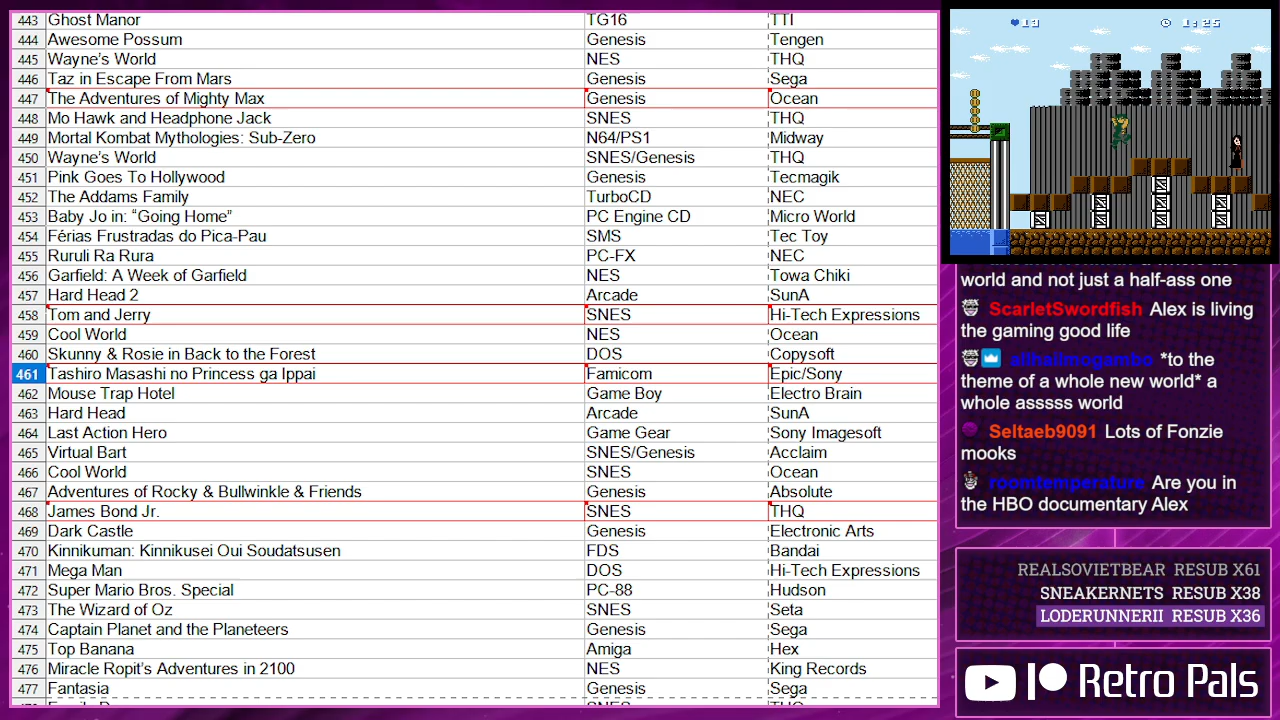 443 Ghost Manor TG16 TTI
444 Awesome Possum Genesis Tengen
445 Wayne's World NES THQ
446 Taz in Escape From Mars Genesis Sega
447 The Adventures of Mighty Max Genesis Ocean
448 Mo Hawk and Headphone Jack SNES THQ
449 Mortal Kombat Mythologies: Sub-Zero N64/PS1 Midway
450 Wayne's World SNES/Genesis THQ
451 Pink Goes To Hollywood Genesis Tecmagik
452 The Addams Family TurboCD NEC
453 Baby Jo in: “Going Home” PC Engine CD Micro World
454 Férias Frustradas do Pica-Pau SMS Tec Toy
455 Ruruli Ra Rura PC-FX NEC
456 Garfield: A Week of Garfield NES Towa Chiki
457 Hard Head 2 Arcade SunA
458 Tom and Jerry SNES Hi-Tech Expressions
459 Cool World NES Ocean
460 Skunny & Rosie in Back to the Forest DOS Copysoft
461 Tashiro Masashi no Princess ga Ippai Famicom Epic/Sony
462 Mouse Trap Hotel Game Boy Electro Brain
463 Hard Head Arcade SunA
464 Last Action Hero Game Gear Sony Imagesoft
465 Virtual Bart SNES/Genesis Acclaim
466 Cool World SNES Ocean
467 Adventures of Rocky & Bullwinkle & Friends Genesis Absolute
468 James Bond Jr. SNES THQ
469 Dark Castle Genesis Electronic Arts
470 Kinnikuman: Kinnikusei Oui Soudatsusen FDS Bandai
471 Mega Man DOS Hi-Tech Expressions
472 Super Mario Bros. Special PC-88 Hudson
473 The Wizard of Oz SNES Seta
474 Captain Planet and the Planeteers Genesis Sega
475 Top Banana Amiga Hex
476 Miracle Ropit's Adventures in 2100 NES King Records
477 Fantasia Genesis Sega
13 1:25
world and not just a half-ass one
ScarletSwordfish Alex is living
the gaming good life
allhailmogambo *to the
theme of a whole new world* a
whole asssss world
Seltaeb9091 Lots of Fonzie
mooks
roomtemperature Are you in
the HBO documentary Alex
REALSOVIETBEAR RESUB X61
SNEAKERNETS RESUB X38
LODERUNNERII RESUB X36
Retro Pals